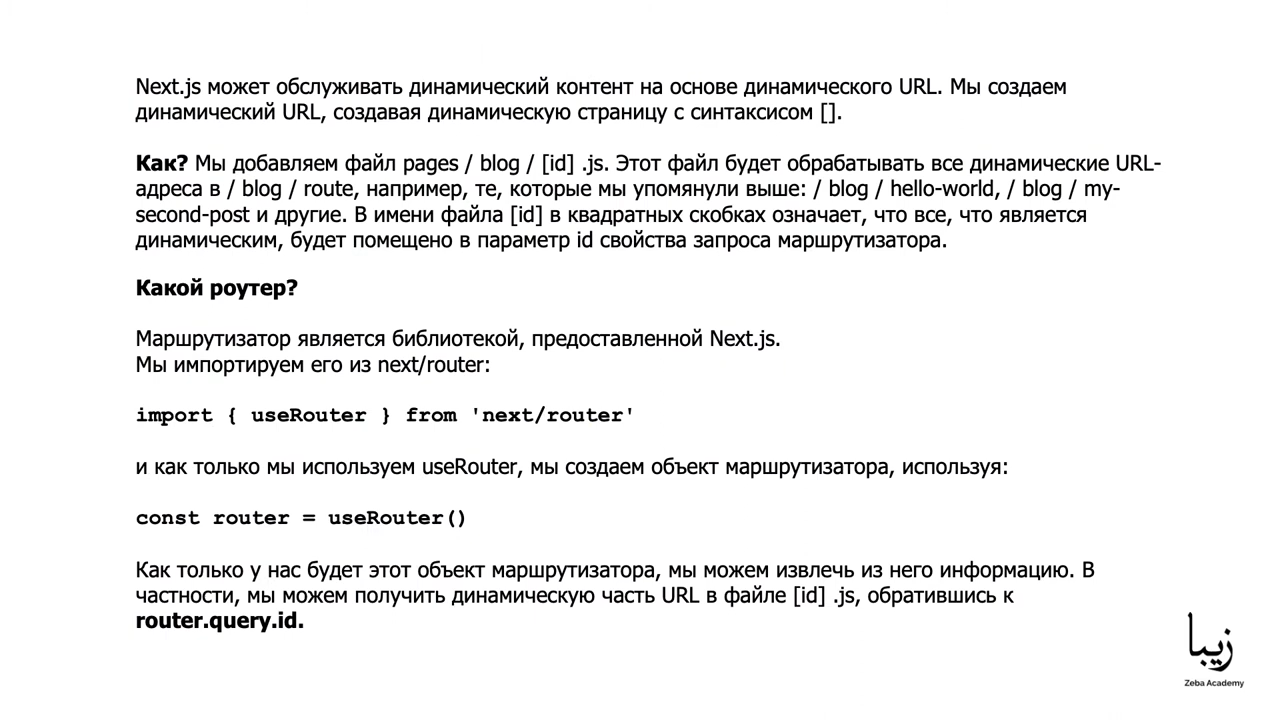 Next.js может обслуживать динамический контент на основе динамического URL. Мы создаем
динамический URL, создавая динамическую страницу с синтаксисом [].
Как? Мы добавляем файл pages / blog / [id] .js. Этот файл будет обрабатывать все динамические URL-
адреса в / blog / route, например, те, которые мы упомянули выше: / blog / hello-world, / blog / my-
second-post и другие. В имени файла [id] в квадратных скобках означает, что все, что является
динамическим, будет помещено в параметр id свойства запроса маршрутизатора.
Какой роутер?
Маршрутизатор является библиотекой, предоставленной Next.js.
Мы импортируем его из next/router:
import { useRouter } from 'next/router'
и как только мы используем useRouter, мы создаем объект маршрутизатора, используя:
const router = useRouter()
Как только у нас будет этот объект маршрутизатора, мы можем извлечь из него информацию. В
частности, мы можем получить динамическую часть URL в файле [id] .js, обратившись к
router.query.id.
زيبا
Zeba Academy